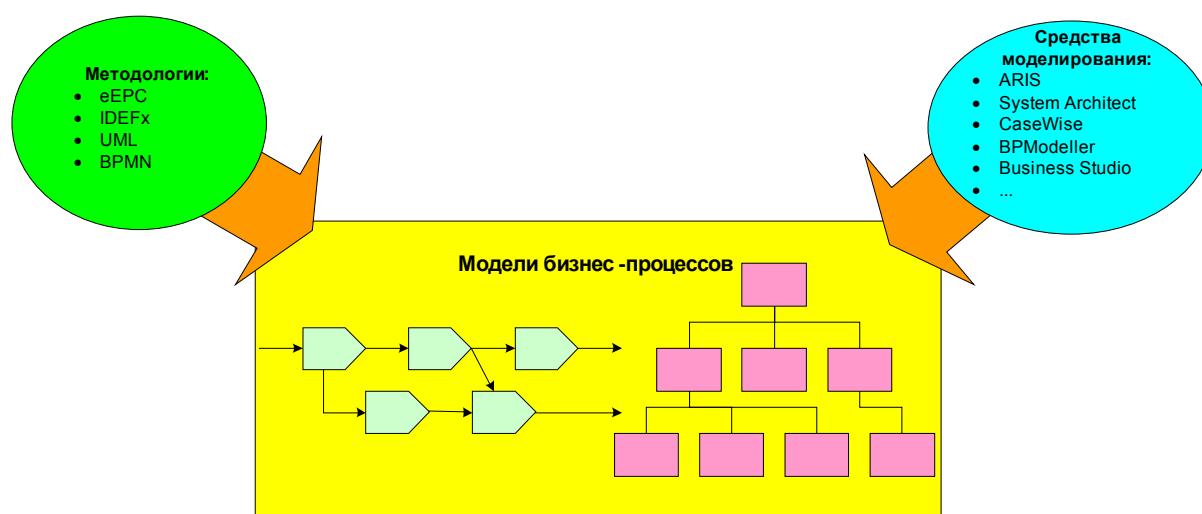 Методологии:
• eEPC
• IDEFx
• UML
• BPMN
Средства
моделирования:
• ARIS
• System Architect
• CaseWise
• BPModeller
• Business Studio
• ...
Модели бизнес -процессов